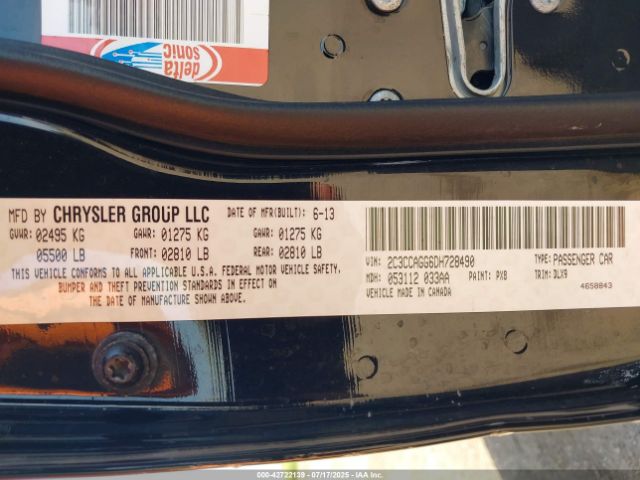 delta
sonic
MFD BY CHRYSLER GROUP LLC DATE OF MFR(BUILT): 6-13
GVWR: 02495 KG GAWR: 01275 KG GAWR: 01275 KG
05500 LB FRONT: 02810 LB REAR: 02810 LB
THIS VEHICLE CONFORMS TO ALL APPLICABLE U.S.A. FEDERAL MOTOR VEHICLE SAFETY,
BUMPER AND THEFT PREVENTION STANDARDS IN EFFECT ON
THE DATE OF MANUFACTURE SHOWN ABOVE.
VIN: 2C3CCAGG6DH728490 TYPE: PASSENGER CAR
MDH: 053112 033AA PAINT: PX8 TRIM: DLX9
VEHICLE MADE IN CANADA 4658843
000-42722139 - 07/17/2025 - IAAI.com